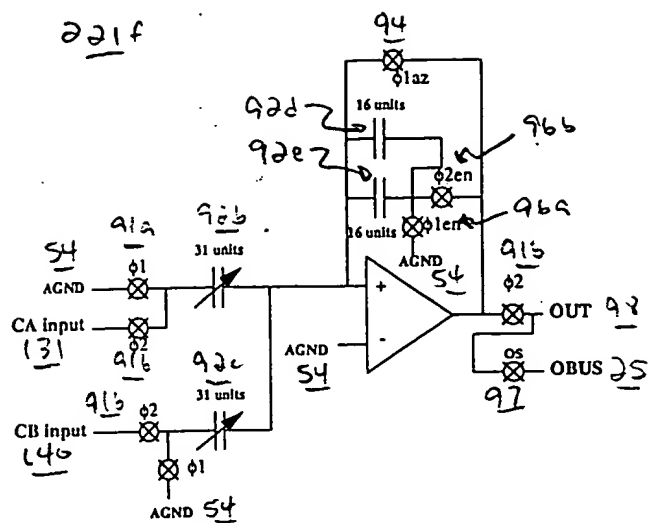 221f
94
φ1az
16 units
92d
96b
92e
φ2en
96a
16 units
φ1en
AGND
91a
92b
31 units
54
φ1
AGND
CA input
φ2
131
91b
54
91b
φ2
OUT 98
+
-
AGND
54
OS
OBUS 25
97
91b
92c
31 units
φ2
CB input
140
φ1
AGND 54